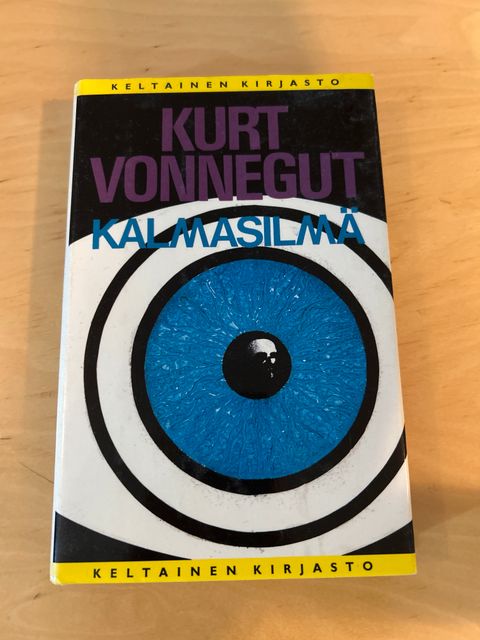 KELTAINEN KIRJASTO
KURT
VONNEGUT
KALMASILMÄ
KELTAINEN KIRJASTO